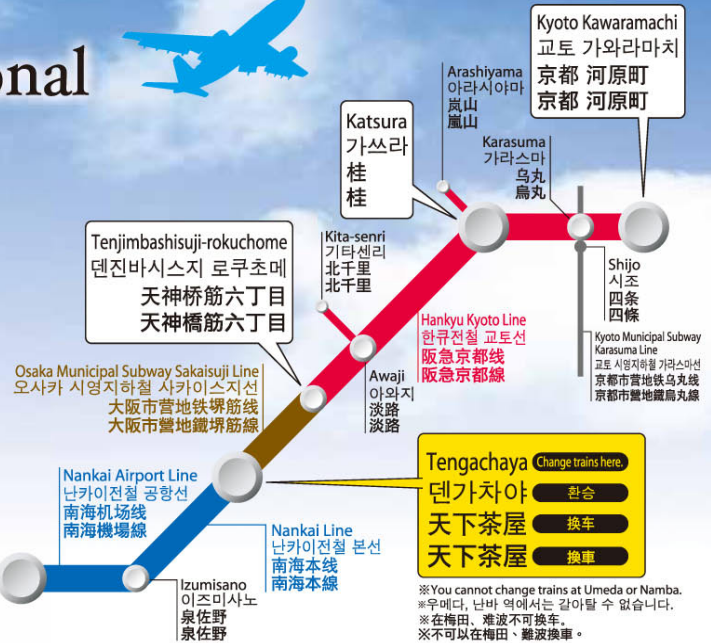 onal
Kyoto Kawaramachi
교토 가와라마치
京都 河原町
京都 河原町
Arashiyama
아라시야마
岚山
嵐山
Katsura
가쓰라
桂
桂
Karasuma
가라스마
乌丸
烏丸
Tenjimbashisuji-rokuchome
덴진바시스지 로쿠초메
天神桥筋六丁目
天神橋筋六丁目
Kita-senri
기타센리
北千里
北千里
Shijo
시조
四条
四條
Hankyu Kyoto Line
한큐전철 교토선
阪急京都线
阪急京都線
Kyoto Municipal Subway
Karasuma Line
교토 시영지하철 가라스마선
京都市营地铁乌丸线
京都市營地鐵烏丸線
Osaka Municipal Subway Sakaisuji Line
오사카 시영지하철 사카이스지선
大阪市营地铁堺筋线
大阪市營地鐵堺筋線
Awaji
아와지
淡路
淡路
Tengachaya Change trains here.
덴가차야 환승
天下茶屋 换车
天下茶屋 換車
Nankai Airport Line
난카이전철 공항선
南海机场线
南海機場線
Nankai Line
난카이전철 본선
南海本线
南海本線
Izumisano
이즈미사노
泉佐野
泉佐野
※You cannot change trains at Umeda or Namba.
※우메다, 난바 역에서는 갈아탈 수 없습니다.
※在梅田、难波不可换车。
※不可以在梅田、難波換車。